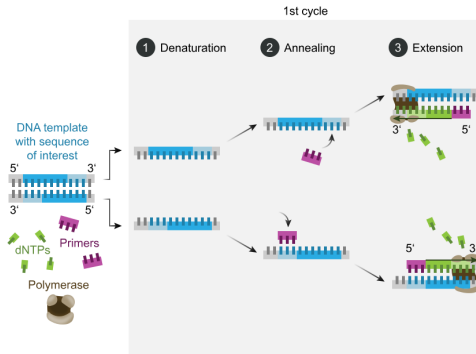 1st cycle
1 Denaturation
2 Annealing
3 Extension
DNA template
with sequence
of interest
5' 3'
3' 5'
dNTPs
Primers
Polymerase
3' 5'
5' 3